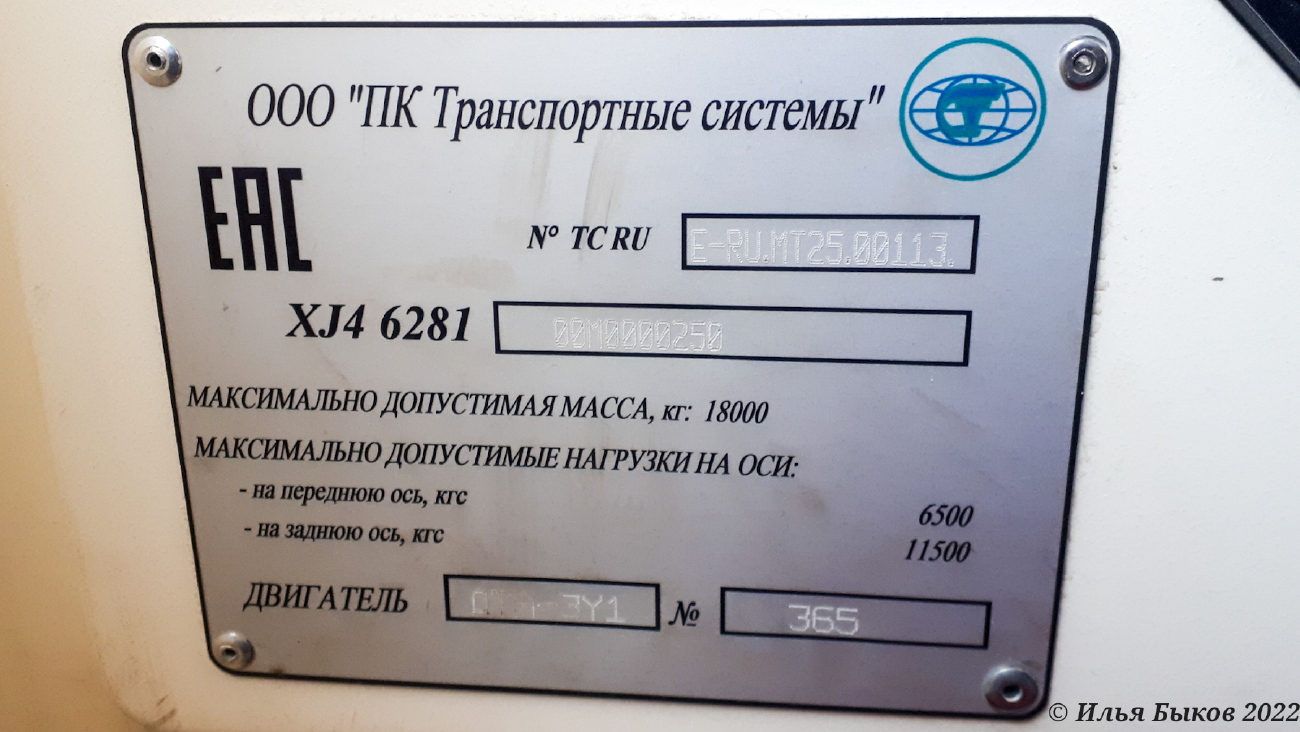 ООО "ПК Транспортные системы"
ЕАС
№ ТС RU E-RU.MT25.00113.
XJ4 6281 00M0000250
МАКСИМАЛЬНО ДОПУСТИМАЯ МАССА, кг: 18000
МАКСИМАЛЬНО ДОПУСТИМЫЕ НАГРУЗКИ НА ОСИ:
- на переднюю ось, кгс 6500
- на заднюю ось, кгс 11500
ДВИГАТЕЛЬ № 365
© Илья Быков 2022